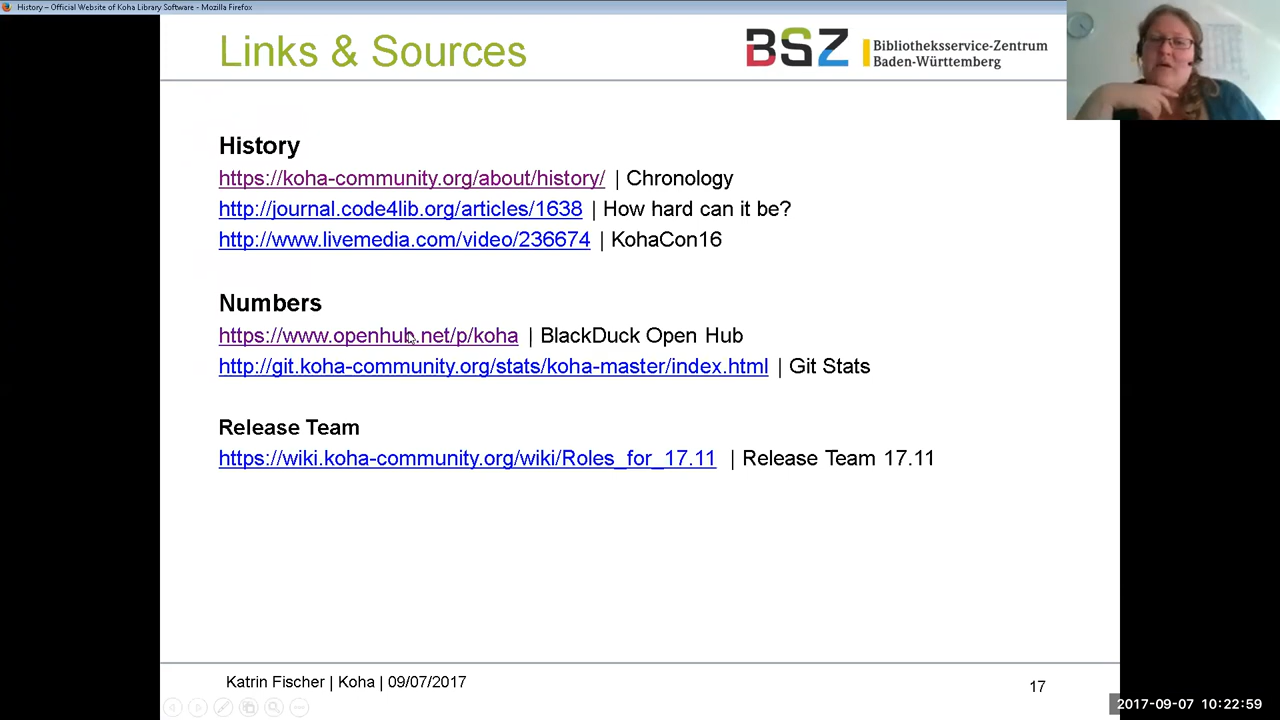 History – Official Website of Koha Library Software - Mozilla Firefox
Links & Sources
BSZ
Bibliotheksservice-Zentrum
Baden-Württemberg
History
https://koha-community.org/about/history/ | Chronology
http://journal.code4lib.org/articles/1638 | How hard can it be?
http://www.livemedia.com/video/236674 | KohaCon16
Numbers
https://www.openhub.net/p/koha | BlackDuck Open Hub
http://git.koha-community.org/stats/koha-master/index.html | Git Stats
Release Team
https://wiki.koha-community.org/wiki/Roles_for_17.11 | Release Team 17.11
Katrin Fischer | Koha | 09/07/2017
17
2017-09-07 10:22:59